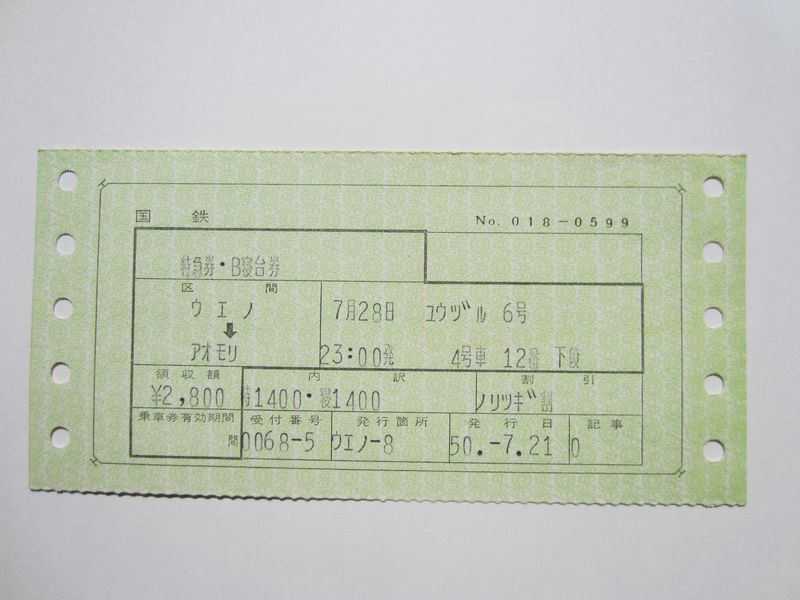 国 鉄
No. 018-0599
特急券・B寝台券
区 間
ウエノ
7月28日 ユウヅル 6号
アオモリ
23:00発 4号車 12番 下段
領収額
内 訳
割 引
¥2,800
特1400・寝1400
ノリツギ割
乗車券有効期間
受付番号
発行箇所
発 行 日
記事
間
0068-5
ウエノ-8
50.-7.21
0